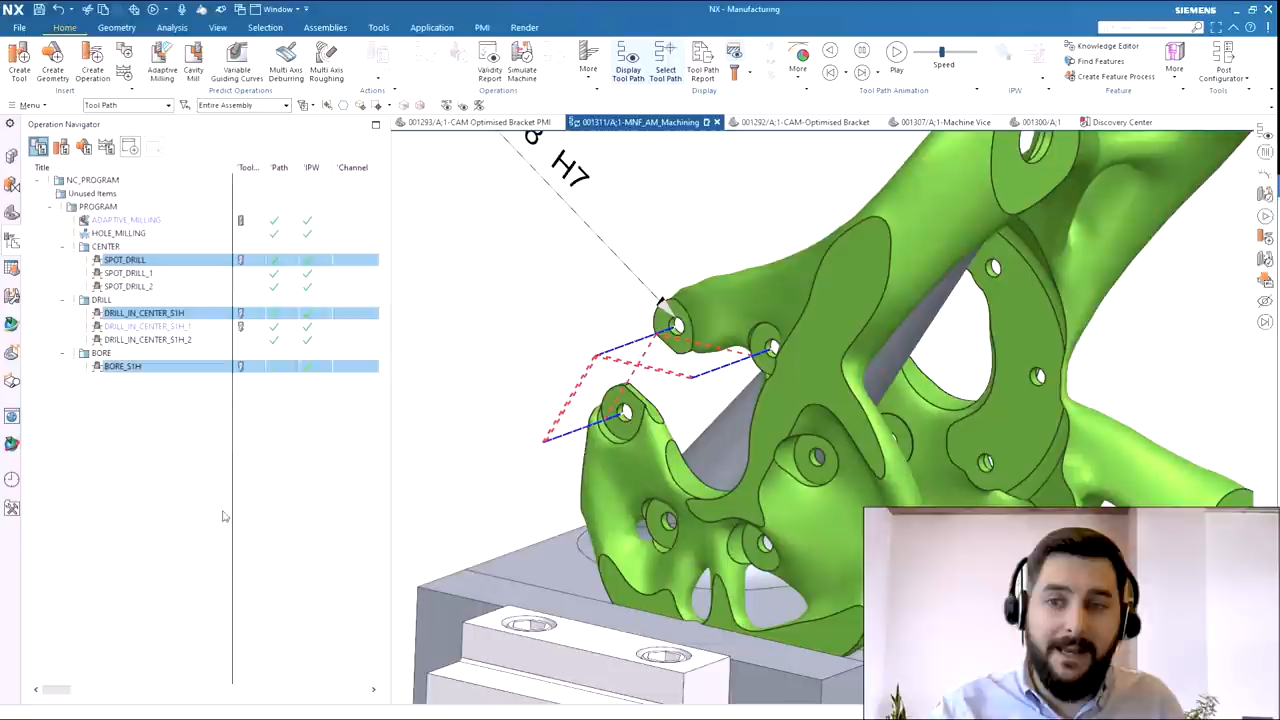 NX
Window
NX - Manufacturing
SIEMENS
File Home Geometry Analysis View Selection Assemblies Tools Application PMI Render
Create Tool
Create Geometry
Create Operation
Adaptive Milling
Cavity Mill
Variable Guiding Curves
Multi Axis Deburring
Multi Axis Roughing
Validity Report
Simulate Machine
More
Display Tool Path
Select Tool Path
Tool Path Report
More
Play
Speed
Knowledge Editor
Find Features
Create Feature Process
More
Post Configurator
Insert
Predict Operations
Actions
Operations
Display
Tool Path Animation
IPW
Feature
Tools
Menu
Tool Path
Entire Assembly
Operation Navigator
001293/A;1-CAM Optimised Bracket PMI
001311/A;1-MNF_AM_Machining
001292/A;1-CAM-Optimised Bracket
001307/A;1-Machine Vice
001300/A;1
Discovery Center
Title 'Tool... 'Path 'IPW 'Channel
NC_PROGRAM
Unused Items
PROGRAM
ADAPTIVE_MILLING
HOLE_MILLING
CENTER
SPOT_DRILL
SPOT_DRILL_1
SPOT_DRILL_2
DRILL
DRILL_IN_CENTER_S1H
DRILL_IN_CENTER_S1H_1
DRILL_IN_CENTER_S1H_2
BORE
BORE_S1H
8 H7